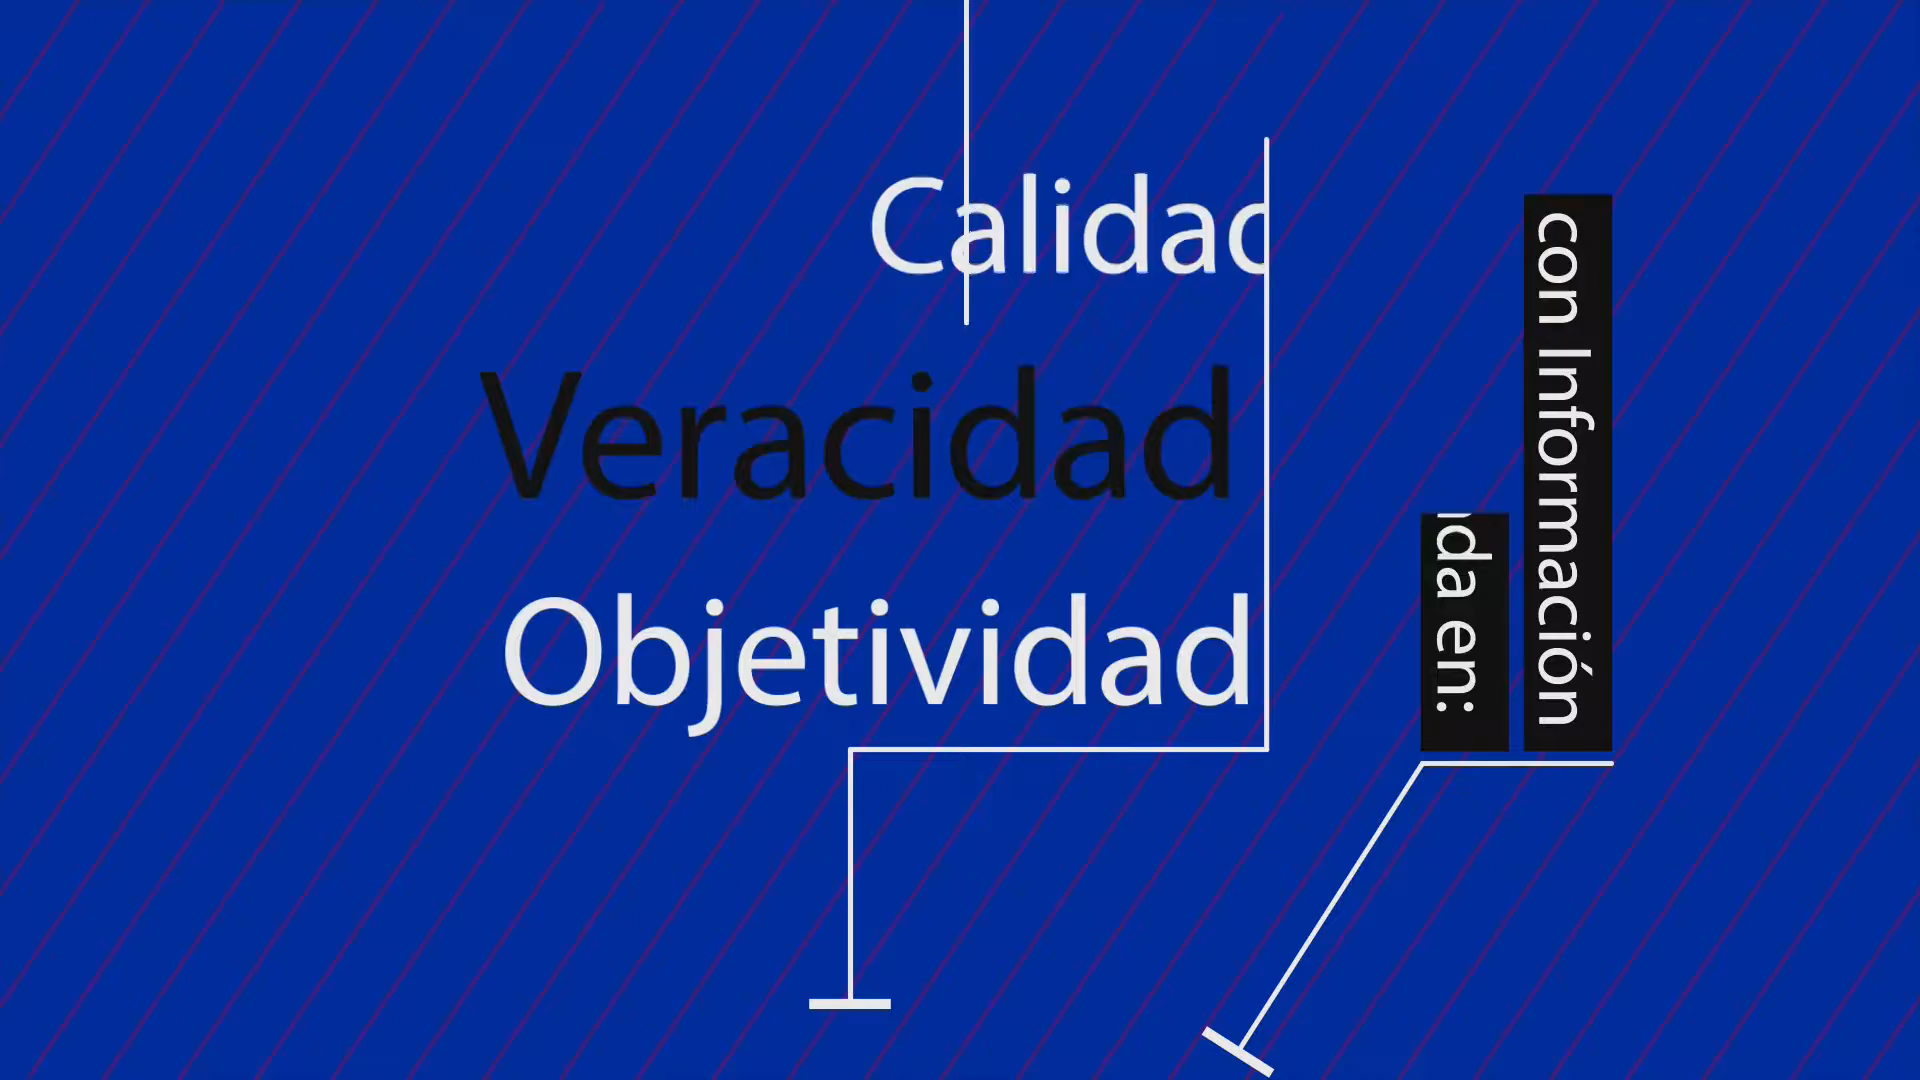 Calidad
Veracidad
Objetividad
con Información
da en: